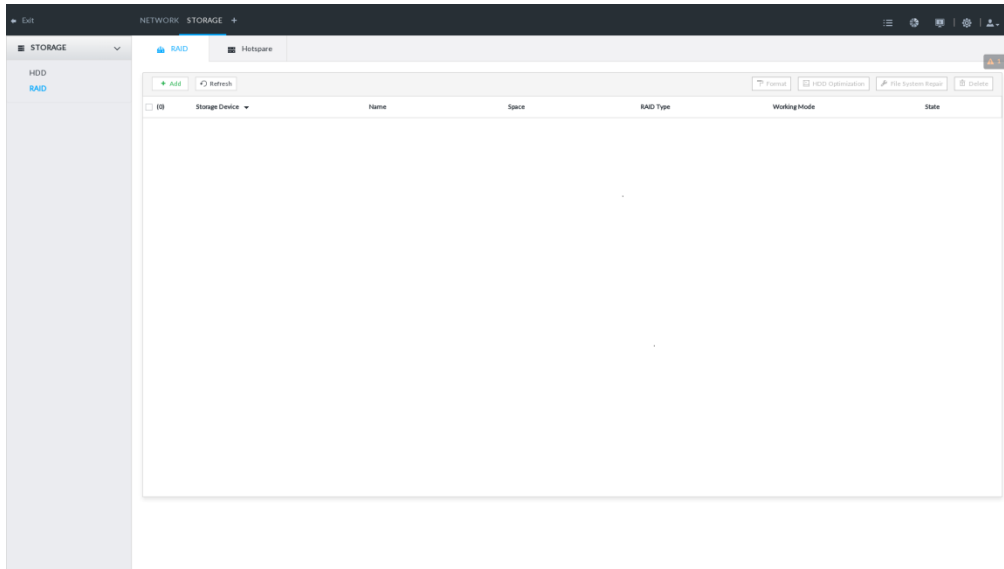 Exit NETWORK STORAGE +
STORAGE
RAID Hotspare
HDD
RAID
+ Add Refresh Format HDD Optimization File System Repair Delete
(0) Storage Device Name Space RAID Type Working Mode State